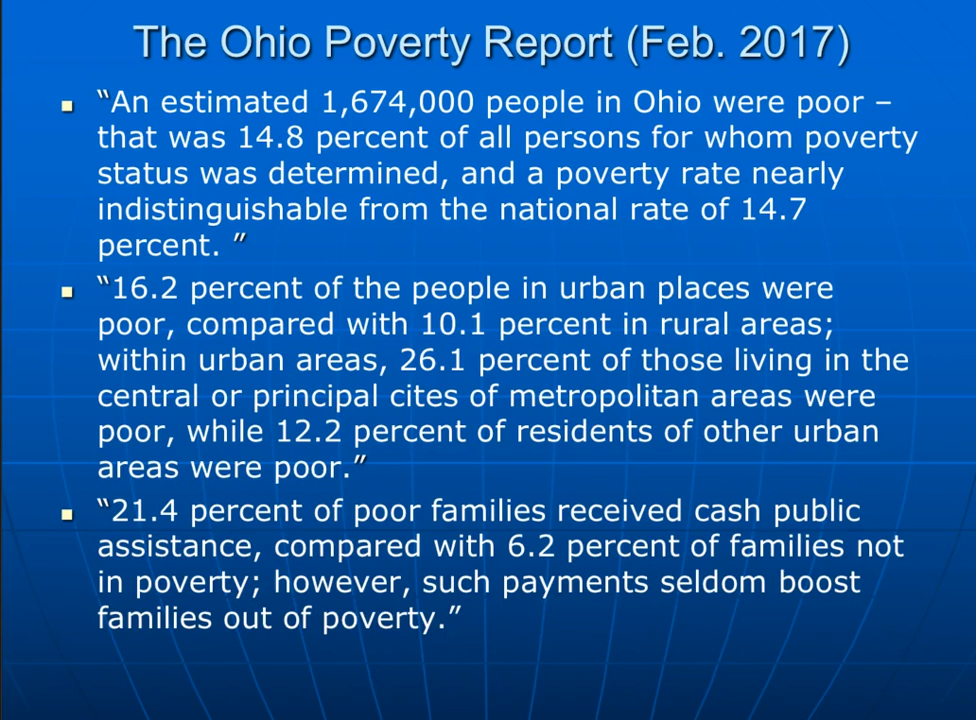 The Ohio Poverty Report (Feb. 2017)
“An estimated 1,674,000 people in Ohio were poor –
that was 14.8 percent of all persons for whom poverty
status was determined, and a poverty rate nearly
indistinguishable from the national rate of 14.7
percent. ”
“16.2 percent of the people in urban places were
poor, compared with 10.1 percent in rural areas;
within urban areas, 26.1 percent of those living in the
central or principal cites of metropolitan areas were
poor, while 12.2 percent of residents of other urban
areas were poor.”
“21.4 percent of poor families received cash public
assistance, compared with 6.2 percent of families not
in poverty; however, such payments seldom boost
families out of poverty.”